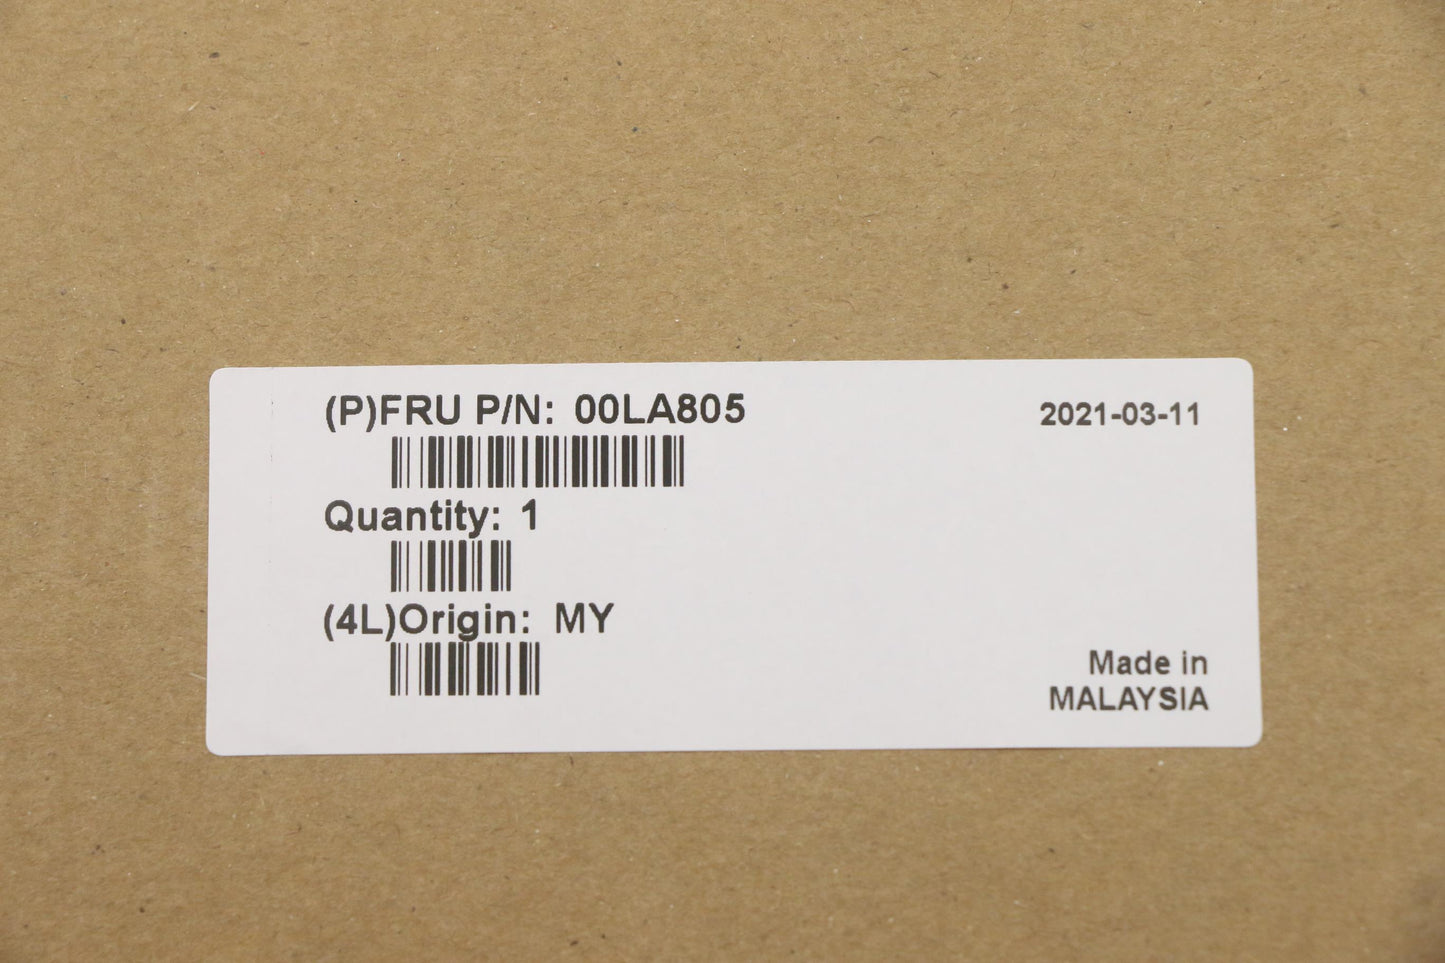 (P)FRU P/N: 00LA805
2021-03-11
Quantity: 1
(4L)Origin: MY
Made in
MALAYSIA